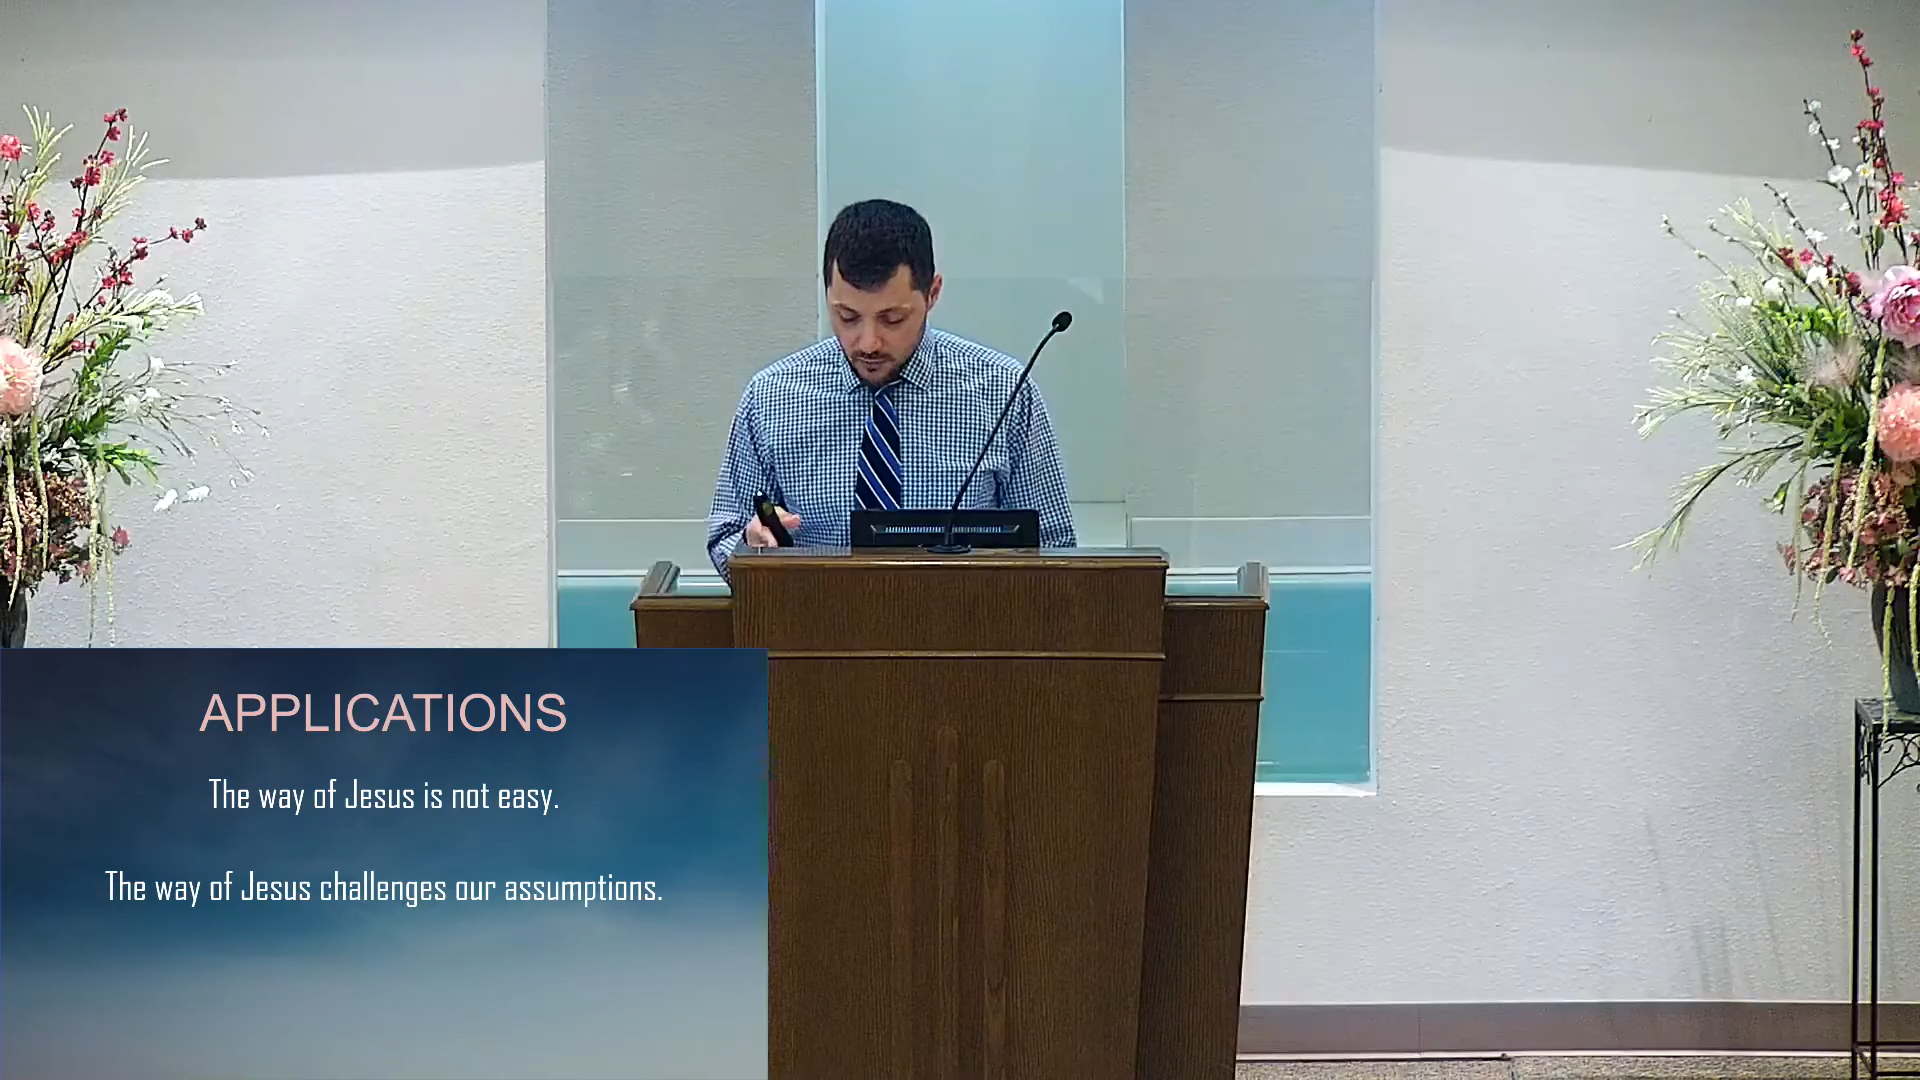 APPLICATIONS
The way of Jesus is not easy.
The way of Jesus challenges our assumptions.